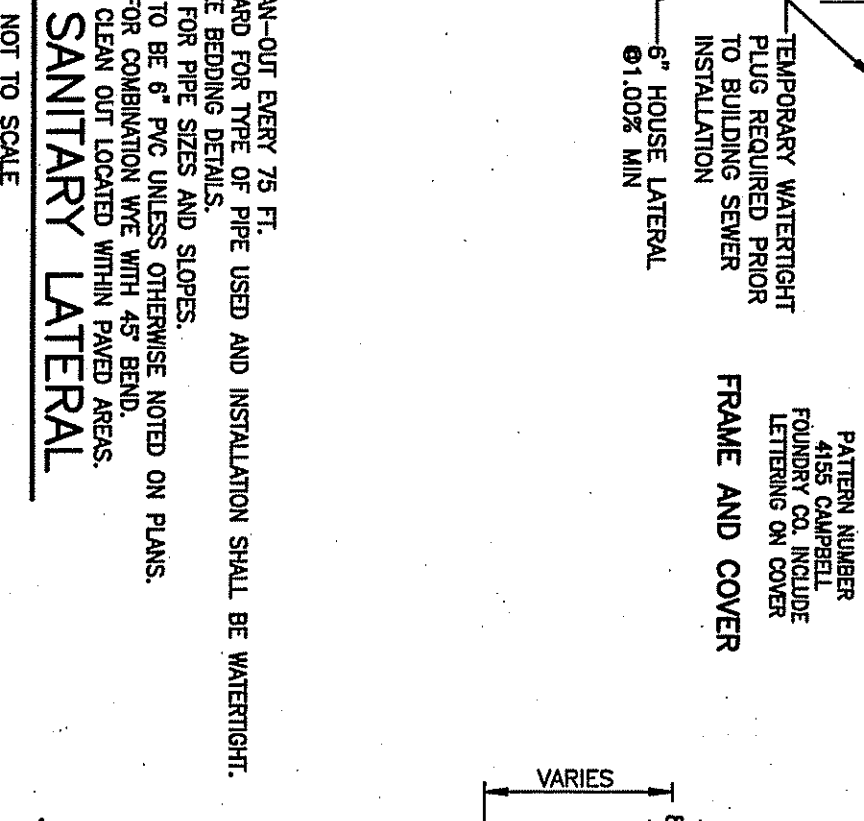 TEMPORARY WATERTIGHT
PLUG REQUIRED PRIOR
TO BUILDING SEWER
INSTALLATION
6" HOUSE LATERAL
@1.00% MIN
PATTERN NUMBER
4155 CAMPBELL
FOUNDRY CO. INCLUDE
LETTERING ON COVER
FRAME AND COVER
VARIES
AN-OUT EVERY 75 FT.
ARD FOR TYPE OF PIPE USED AND INSTALLATION SHALL BE WATERTIGHT.
E BEDDING DETAILS.
FOR PIPE SIZES AND SLOPES.
TO BE 6" PVC UNLESS OTHERWISE NOTED ON PLANS.
FOR COMBINATION WYE WITH 45° BEND.
CLEAN OUT LOCATED WITHIN PAVED AREAS.
SANITARY LATERAL
NOT TO SCALE